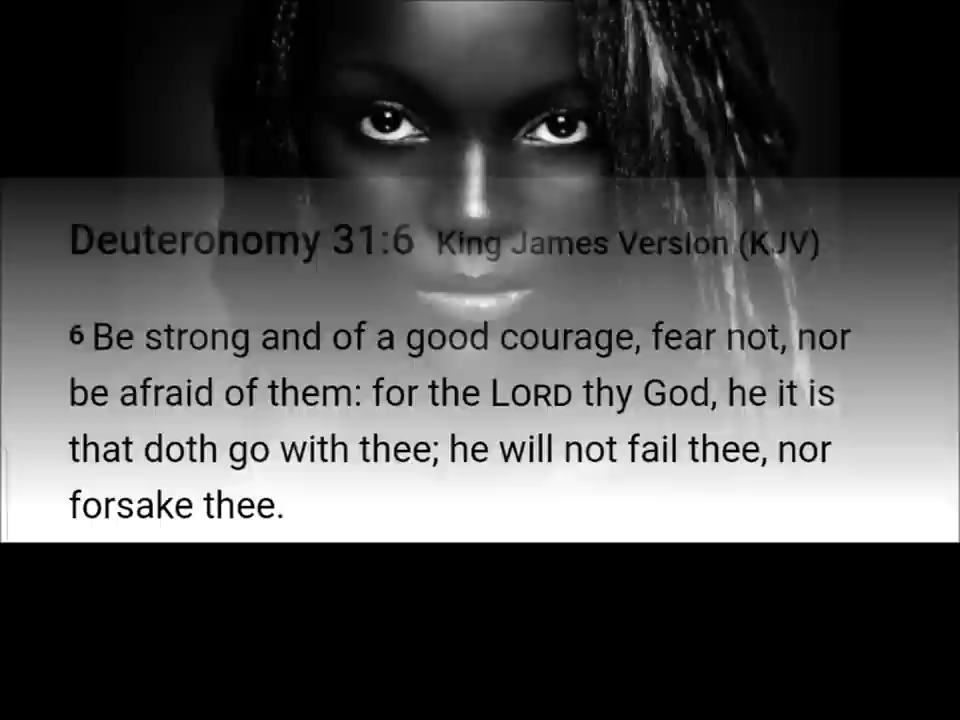 Deuteronomy 31:6 King James Version (KJV)
6 Be strong and of a good courage, fear not, nor
be afraid of them: for the LORD thy God, he it is
that doth go with thee; he will not fail thee, nor
forsake thee.